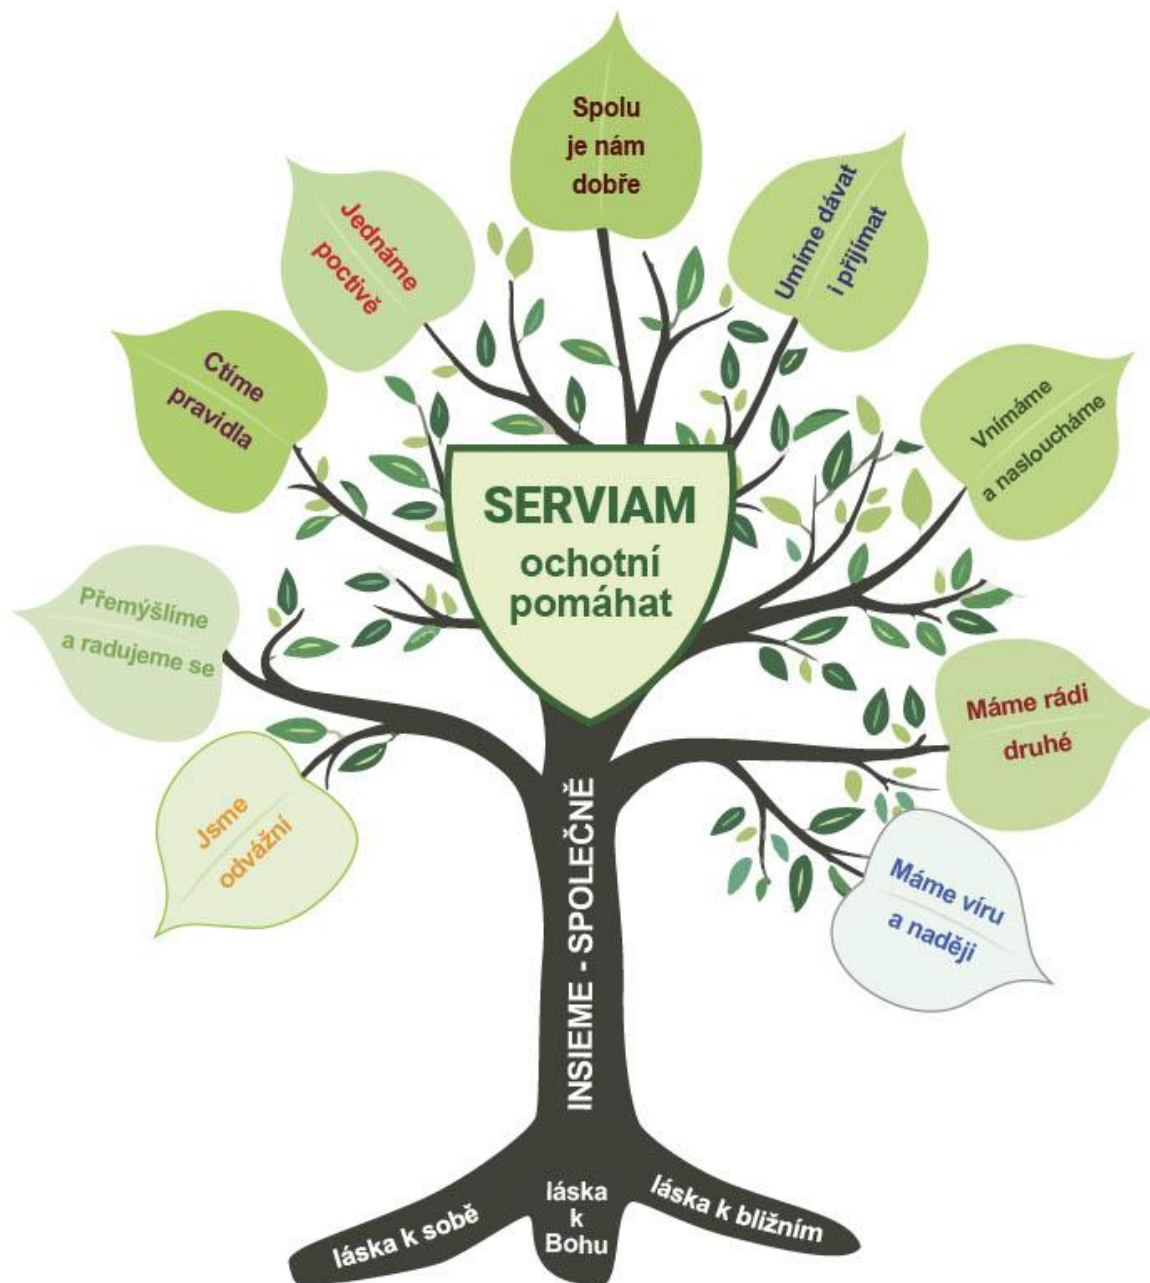 Spolu
je nám
dobře
Jednáme
poctivě
Umíme dávat
i přijímat
Ctíme
pravidla
Vnímáme
a nasloucháme
SERVIAM
ochotní
pomáhat
Přemýšlíme
a radujeme se
Máme rádi
druhé
Jsme
odvážní
Máme víru
a naději
INSIEME - SPOLEČNĚ
láska k sobě
láska
k
Bohu
láska k bližním